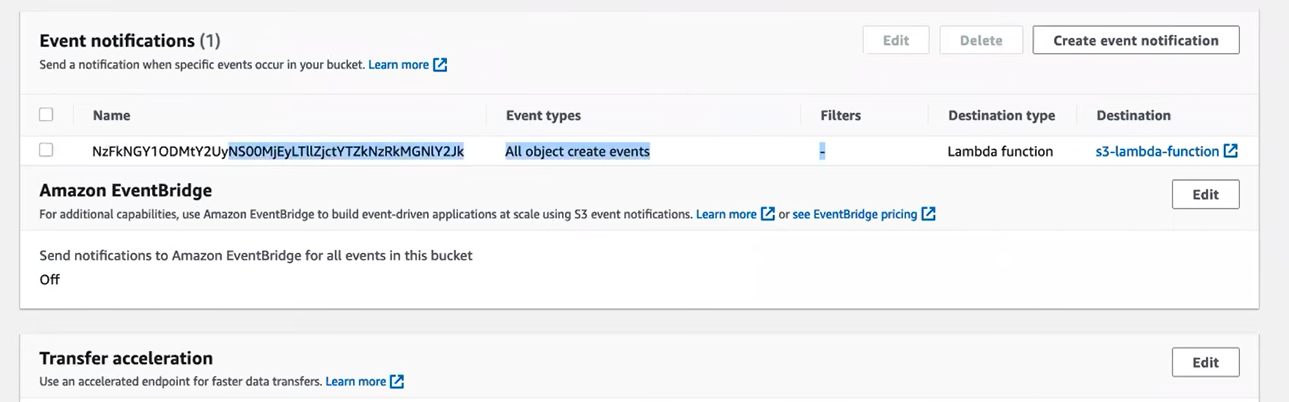 Event notifications (1)
Edit
Delete
Create event notification
Send a notification when specific events occur in your bucket. Learn more
Name
Event types
Filters
Destination type
Destination
NzFkNGY1ODMtY2UyNS00MjEyLTllZjctYTZkNzRkMGNlY2Jk
All object create events
-
Lambda function
s3-lambda-function
Amazon EventBridge
Edit
For additional capabilities, use Amazon EventBridge to build event-driven applications at scale using S3 event notifications. Learn more or see EventBridge pricing
Send notifications to Amazon EventBridge for all events in this bucket
Off
Transfer acceleration
Edit
Use an accelerated endpoint for faster data transfers. Learn more